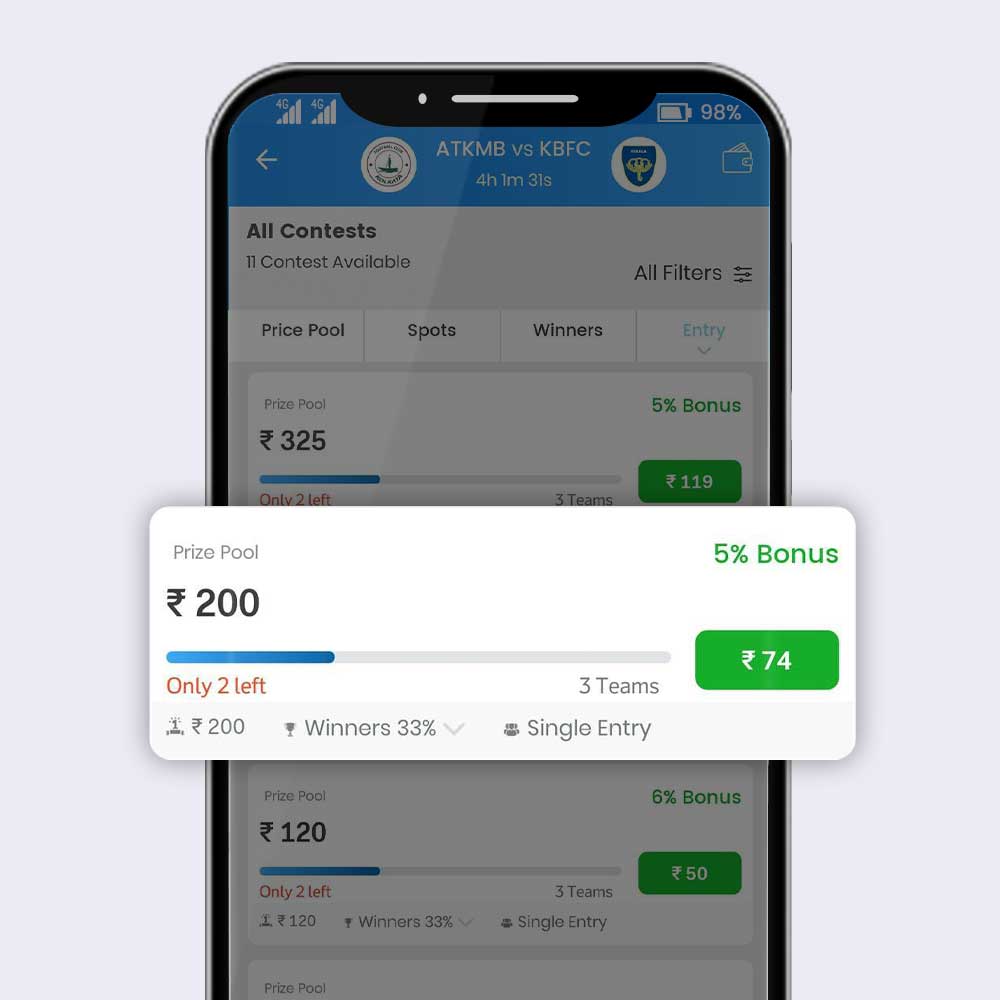 4G 4G 98%
ATKMB vs KBFC
4h 1m 31s
KERALA
All Contests
11 Contest Available
All Filters
Price Pool Spots Winners Entry
Prize Pool 5% Bonus
₹ 325
₹ 119
Only 2 left 3 Teams
Prize Pool 5% Bonus
₹ 200
₹ 74
Only 2 left 3 Teams
1 ₹ 200 Winners 33% Single Entry
Prize Pool 6% Bonus
₹ 120
₹ 50
Only 2 left 3 Teams
1 ₹ 120 Winners 33% Single Entry
Prize Pool